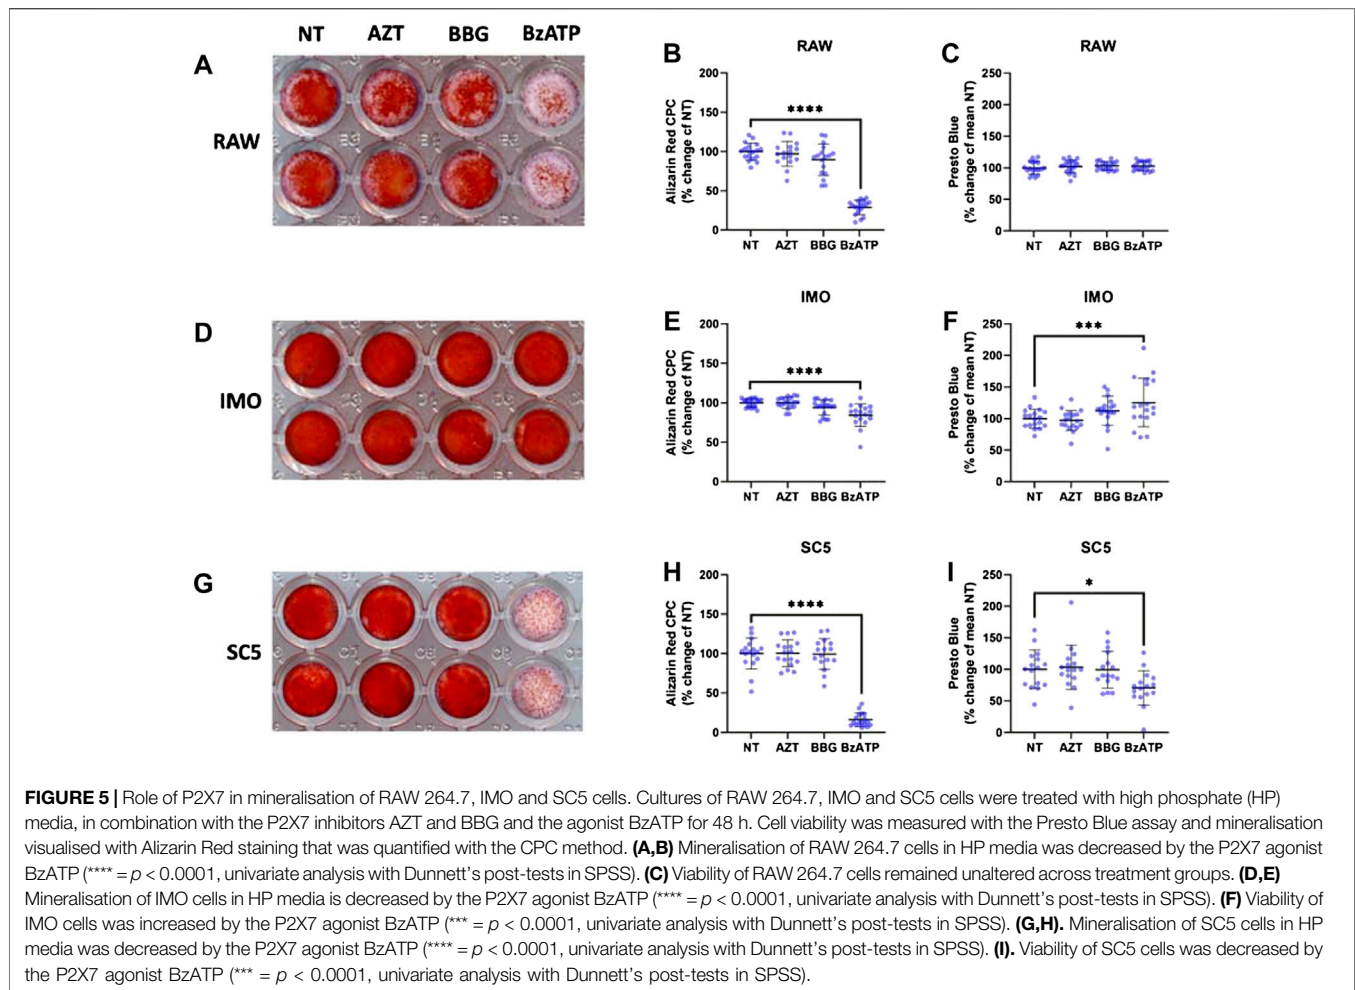 NT AZT BBG BzATP
A
RAW
B
RAW
Alizarin Red CPC
(% change cf NT)
200
150
100
50
0
****
NT AZT BBG BzATP
C
RAW
Presto Blue
(% change cf mean NT)
250
200
150
100
50
0
NT AZT BBG BzATP
D
IMO
E
IMO
Alizarin Red CPC
(% change cf NT)
200
150
100
50
0
****
NT AZT BBG BzATP
F
IMO
Presto Blue
(% change cf mean NT)
250
200
150
100
50
0
***
NT AZT BBG BzATP
G
SC5
H
SC5
Alizarin Red CPC
(% change cf NT)
200
150
100
50
0
****
NT AZT BBG BzATP
I
SC5
Presto Blue
(% change cf mean NT)
250
200
150
100
50
0
*
NT AZT BBG BzATP
FIGURE 5 | Role of P2X7 in mineralisation of RAW 264.7, IMO and SC5 cells. Cultures of RAW 264.7, IMO and SC5 cells were treated with high phosphate (HP)
media, in combination with the P2X7 inhibitors AZT and BBG and the agonist BzATP for 48 h. Cell viability was measured with the Presto Blue assay and mineralisation
visualised with Alizarin Red staining that was quantified with the CPC method. (A,B) Mineralisation of RAW 264.7 cells in HP media was decreased by the P2X7 agonist
BzATP (**** = p < 0.0001, univariate analysis with Dunnett's post-tests in SPSS). (C) Viability of RAW 264.7 cells remained unaltered across treatment groups. (D,E)
Mineralisation of IMO cells in HP media is decreased by the P2X7 agonist BzATP (**** = p < 0.0001, univariate analysis with Dunnett's post-tests in SPSS). (F) Viability of
IMO cells was increased by the P2X7 agonist BzATP (*** = p < 0.0001, univariate analysis with Dunnett's post-tests in SPSS). (G,H). Mineralisation of SC5 cells in HP
media was decreased by the P2X7 agonist BzATP (**** = p < 0.0001, univariate analysis with Dunnett's post-tests in SPSS). (I). Viability of SC5 cells was decreased by
the P2X7 agonist BzATP (*** = p < 0.0001, univariate analysis with Dunnett's post-tests in SPSS).